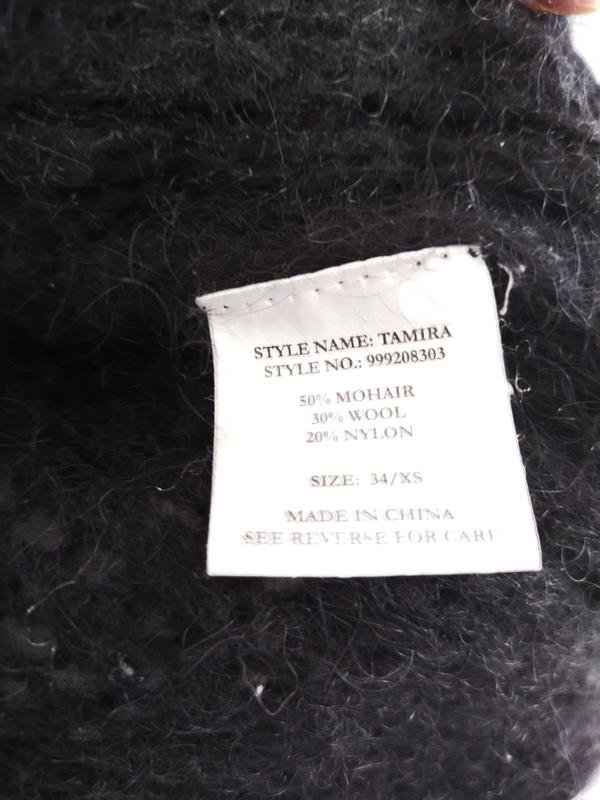 STYLE NAME: TAMIRA
STYLE NO.: 999208303
50% MOHAIR
30% WOOL
20% NYLON
SIZE: 34/XS
MADE IN CHINA
SEE REVERSE FOR CARE